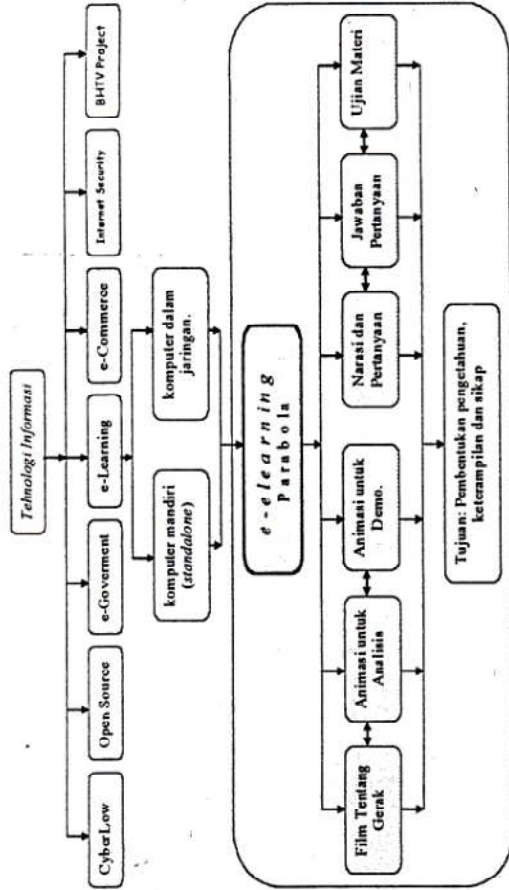 Tehnologi Informasi
CyberLow
Open Source
e-Goverment
e-Learning
e-Commerce
Internet Security
BHTV Project
komputer mandiri
(standalone)
komputer dalam
jaringan.
e-elearning
Parabola
Film Tentang
Gerak
Animasi untuk
Analisis
Animasi untuk
Demo.
Narasi dan
Pertanyaan
Jawaban
Pertanyaan
Ujian Materi
Tujuan: Pembentukan pengetahuan,
keterampilan dan sikap